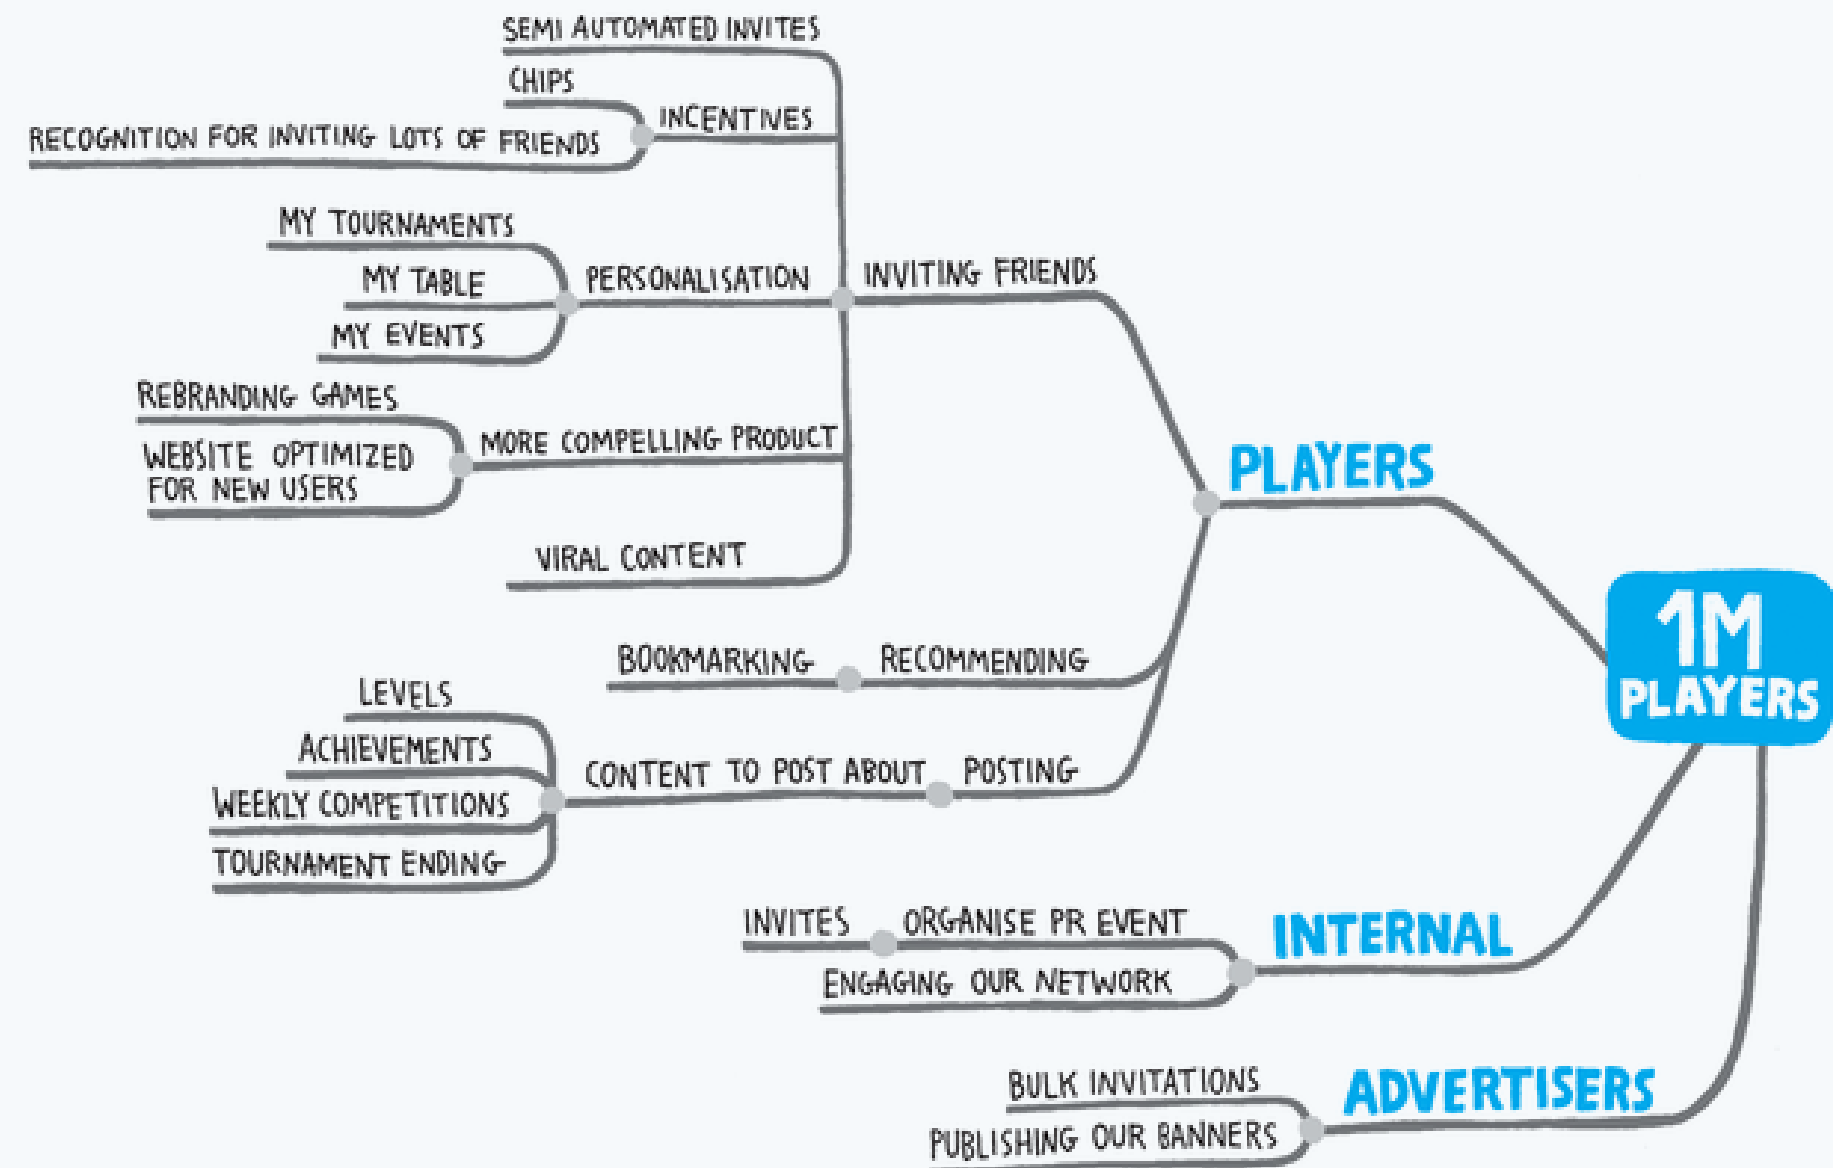 SEMI AUTOMATED INVITES
CHIPS
INCENTIVES
RECOGNITION FOR INVITING LOTS OF FRIENDS
MY TOURNAMENTS
MY TABLE
PERSONALISATION
INVITING FRIENDS
MY EVENTS
REBRANDING GAMES
MORE COMPELLING PRODUCT
WEBSITE OPTIMIZED
FOR NEW USERS
PLAYERS
VIRAL CONTENT
1M
PLAYERS
BOOKMARKING
RECOMMENDING
LEVELS
ACHIEVEMENTS
CONTENT TO POST ABOUT
POSTING
WEEKLY COMPETITIONS
TOURNAMENT ENDING
INVITES
ORGANISE PR EVENT
INTERNAL
ENGAGING OUR NETWORK
BULK INVITATIONS
ADVERTISERS
PUBLISHING OUR BANNERS